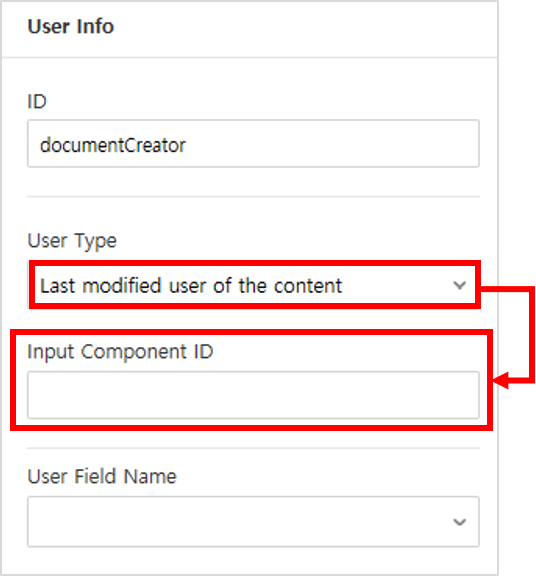 User Info
ID
documentCreator
User Type
Last modified user of the content
Input Component ID
User Field Name